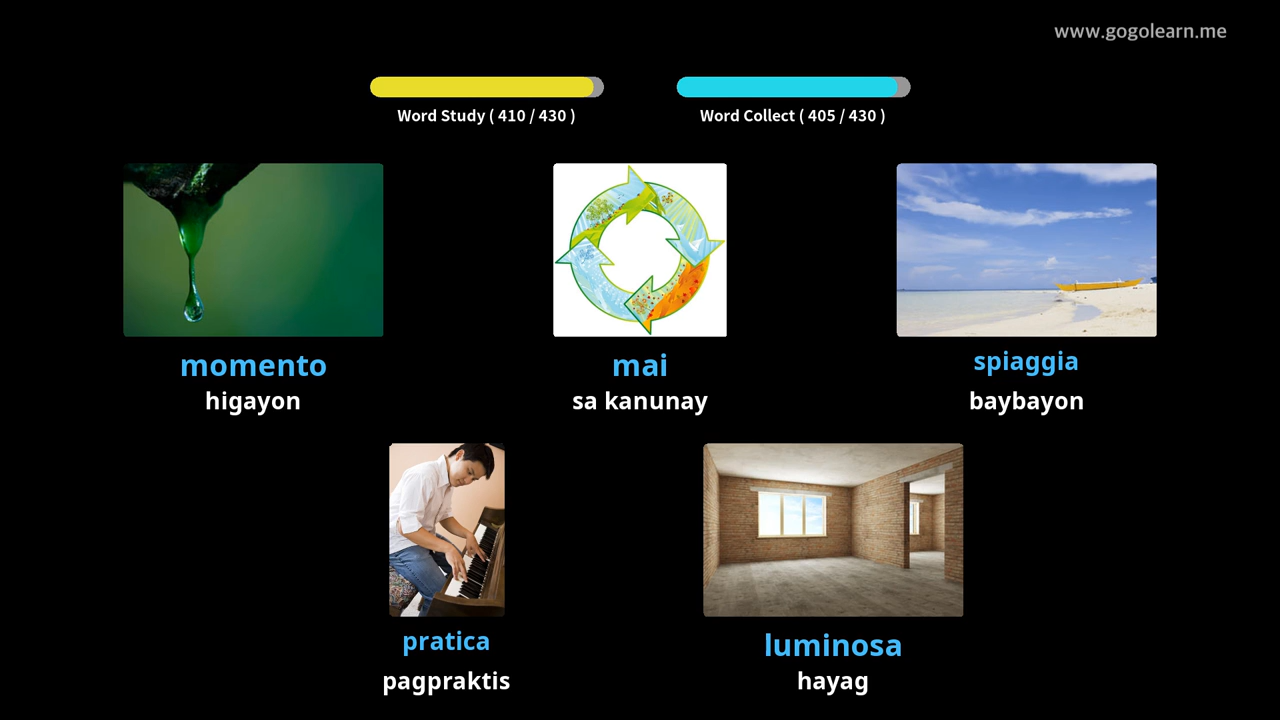 www.gogolearn.me
Word Study ( 410 / 430 )
Word Collect ( 405 / 430 )
momento
higayon
mai
sa kanunay
spiaggia
baybayon
pratica
pagpraktis
luminosa
hayag